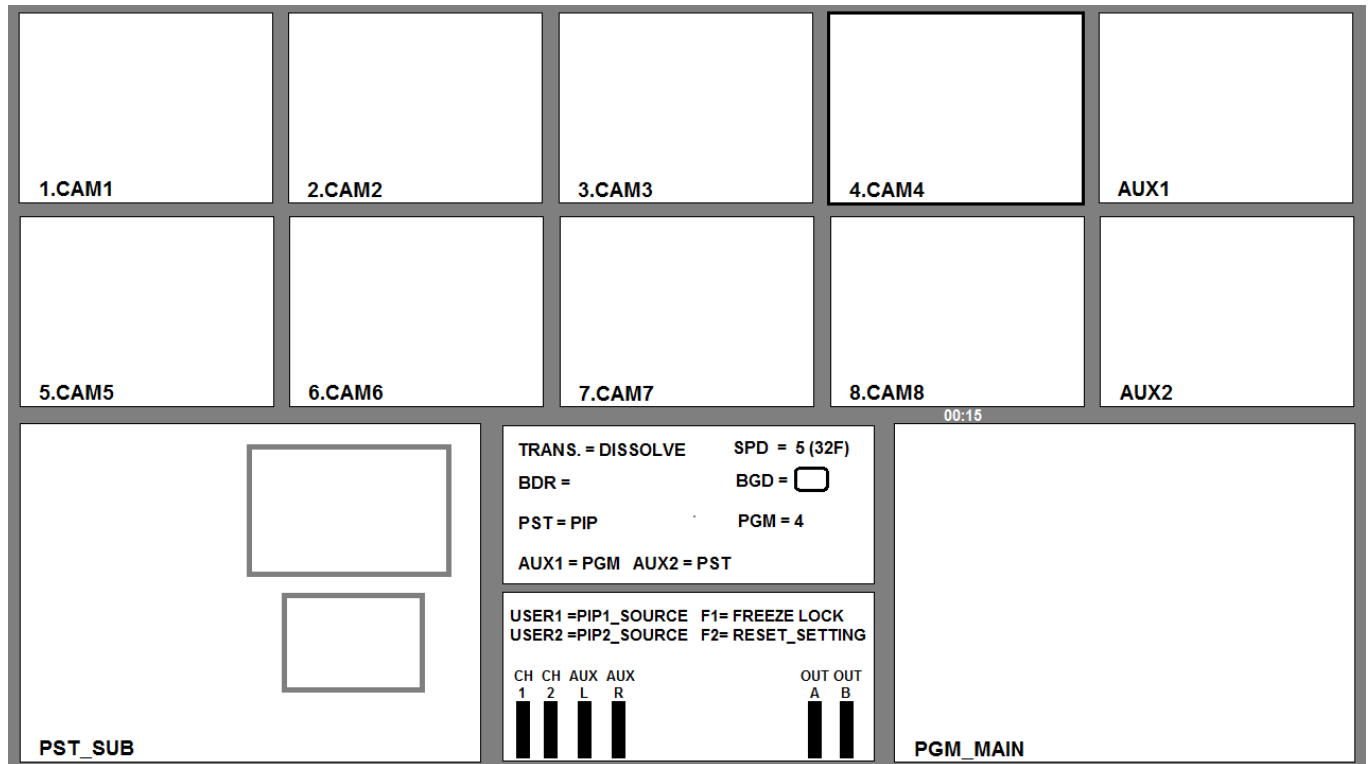 1.CAM1
2.CAM2
3.CAM3
4.CAM4
AUX1
5.CAM5
6.CAM6
7.CAM7
8.CAM8
AUX2
00:15
TRANS. = DISSOLVE SPD = 5 (32F)
BDR = BGD =
PST = PIP PGM = 4
AUX1 = PGM AUX2 = PST
USER1 =PIP1_SOURCE F1= FREEZE LOCK
USER2 =PIP2_SOURCE F2= RESET_SETTING
CH CH AUX AUX OUT OUT
1 2 L R A B
PST_SUB
PGM_MAIN